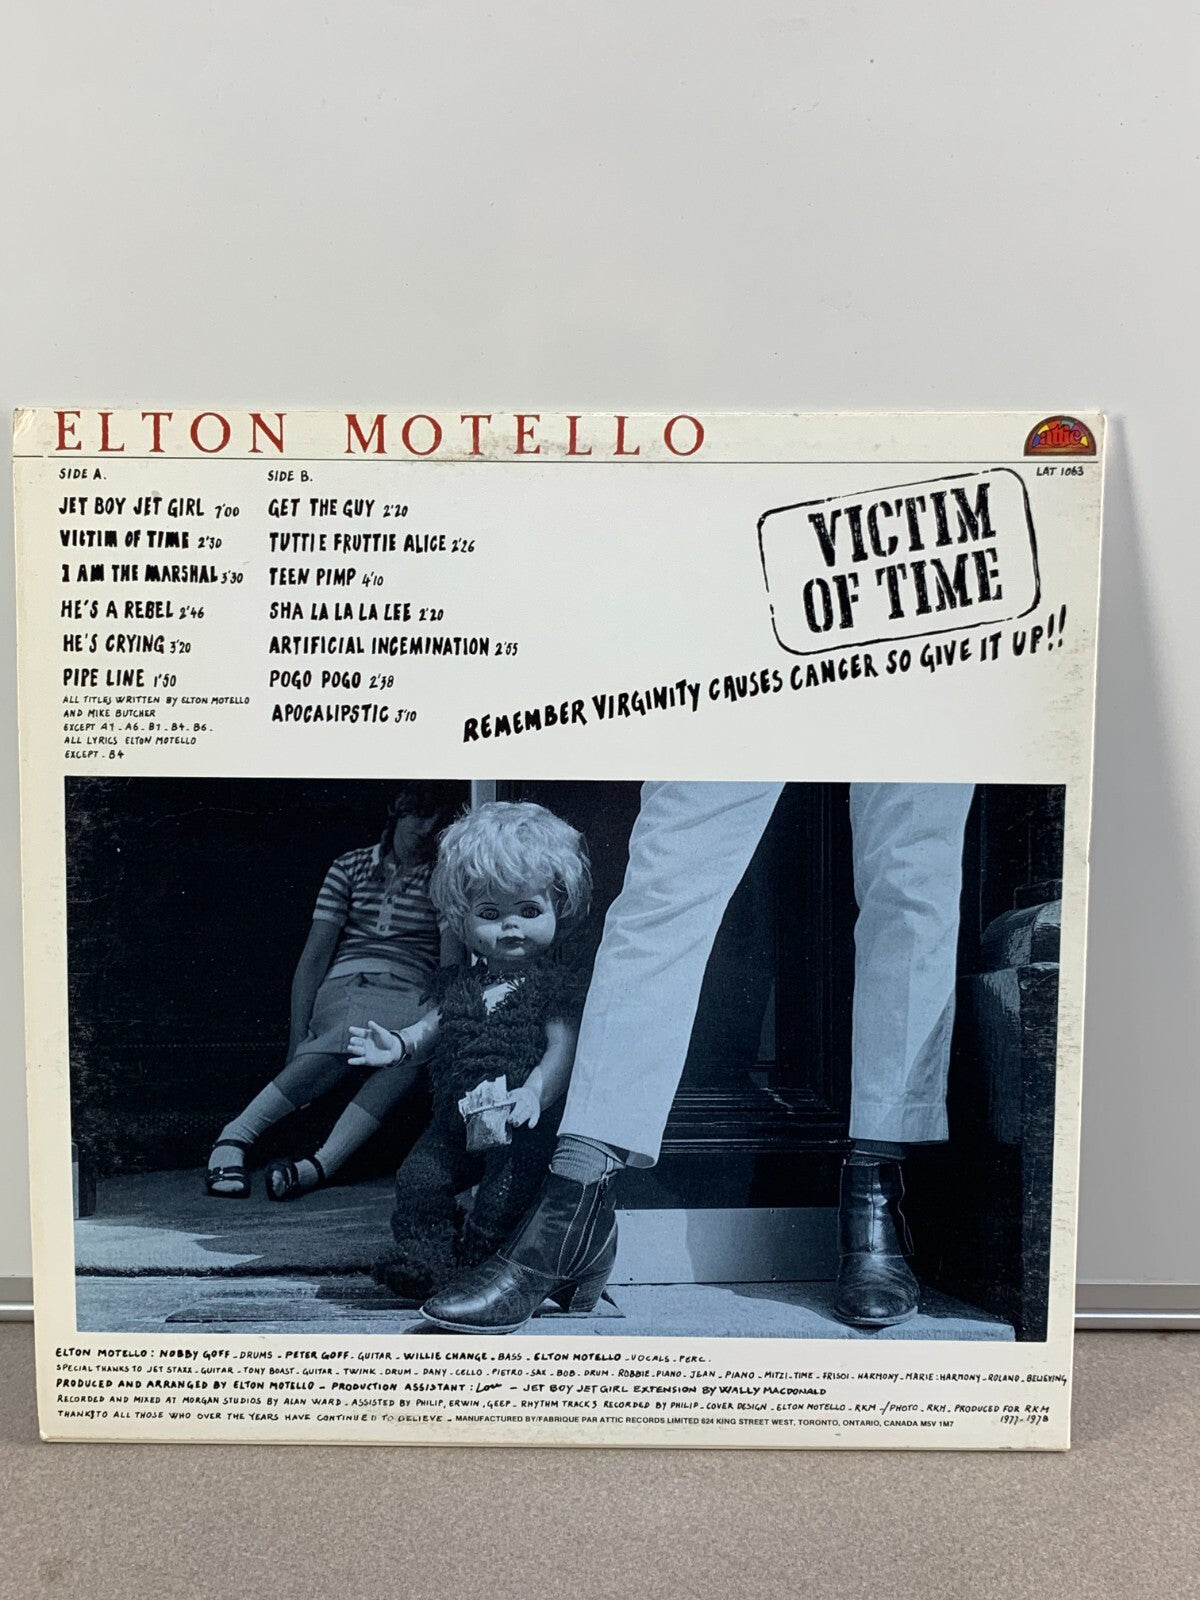 ELTON MOTELLO
Attic
LAT 1063
SIDE A.
JET BOY JET GIRL 7'00
VICTIM OF TIME 2'30
I AM THE MARSHAL 3'30
HE'S A REBEL 2'46
HE'S CRYING 3'20
PIPE LINE 1'50
ALL TITLES WRITTEN BY ELTON MOTELLO
AND MIKE BUTCHER
EXCEPT A1 - A6 - B1 - B4 - B6 -
ALL LYRICS ELTON MOTELLO
EXCEPT - B4
SIDE B.
GET THE GUY 2'20
TUTTIE FRUTTIE ALICE 2'26
TEEN PIMP 4'10
SHA LA LA LA LEE 2'20
ARTIFICIAL INCEMINATION 2'55
POGO POGO 2'38
APOCALIPSTIC 3'10
VICTIM
OF TIME
REMEMBER VIRGINITY CAUSES CANCER SO GIVE IT UP!!
ELTON MOTELLO: NOBBY GOFF - DRUMS - PETER GOFF - GUITAR - WILLIE CHANGE - BASS - ELTON MOTELLO - VOCALS - PERC.
SPECIAL THANKS TO JET STAXX - GUITAR - TONY BOAST - GUITAR - TWINK - DRUM - DANY - CELLO - PIETRO - SAX - BOB - DRUM - ROBBIE - PIANO - JEAN - PIANO - MITZI - TIME - FRISOI - HARMONY - MARIE: HARMONY - ROLAND - BELIEVING
PRODUCED AND ARRANGED BY ELTON MOTELLO - PRODUCTION ASSISTANT: LOW - JET BOY JET GIRL EXTENSION BY WALLY MACDONALD
RECORDED AND MIXED AT MORGAN STUDIOS BY ALAN WARD - ASSISTED BY PHILIP, ERWIN, GEEP - RHYTHM TRACKS RECORDED BY PHILIP - COVER DESIGN - ELTON MOTELLO - RKM - / PHOTO - RKM - PRODUCED FOR RKM
THANKS TO ALL THOSE WHO OVER THE YEARS HAVE CONTINUED TO BELIEVE - MANUFACTURED BY/FABRIQUE PAR ATTIC RECORDS LIMITED 624 KING STREET WEST, TORONTO, ONTARIO, CANADA M5V 1M7 1977-1978